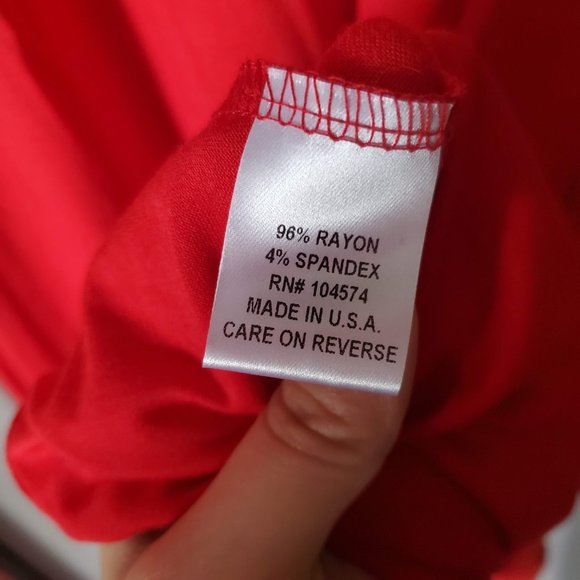 96% RAYON
4% SPANDEX
RN# 104574
MADE IN U.S.A.
CARE ON REVERSE